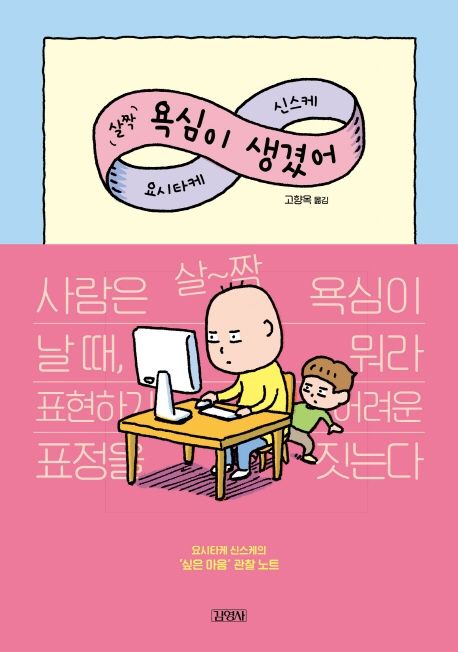 (살짝) 욕심이 생겼어
요시타케 신스케
고향옥 옮김
사람은 살~짝 욕심이
날 때, 뭐라
표현하기 어려운
표정을 짓는다
요시타케 신스케의
‘싶은 마음’ 관찰 노트
김영사